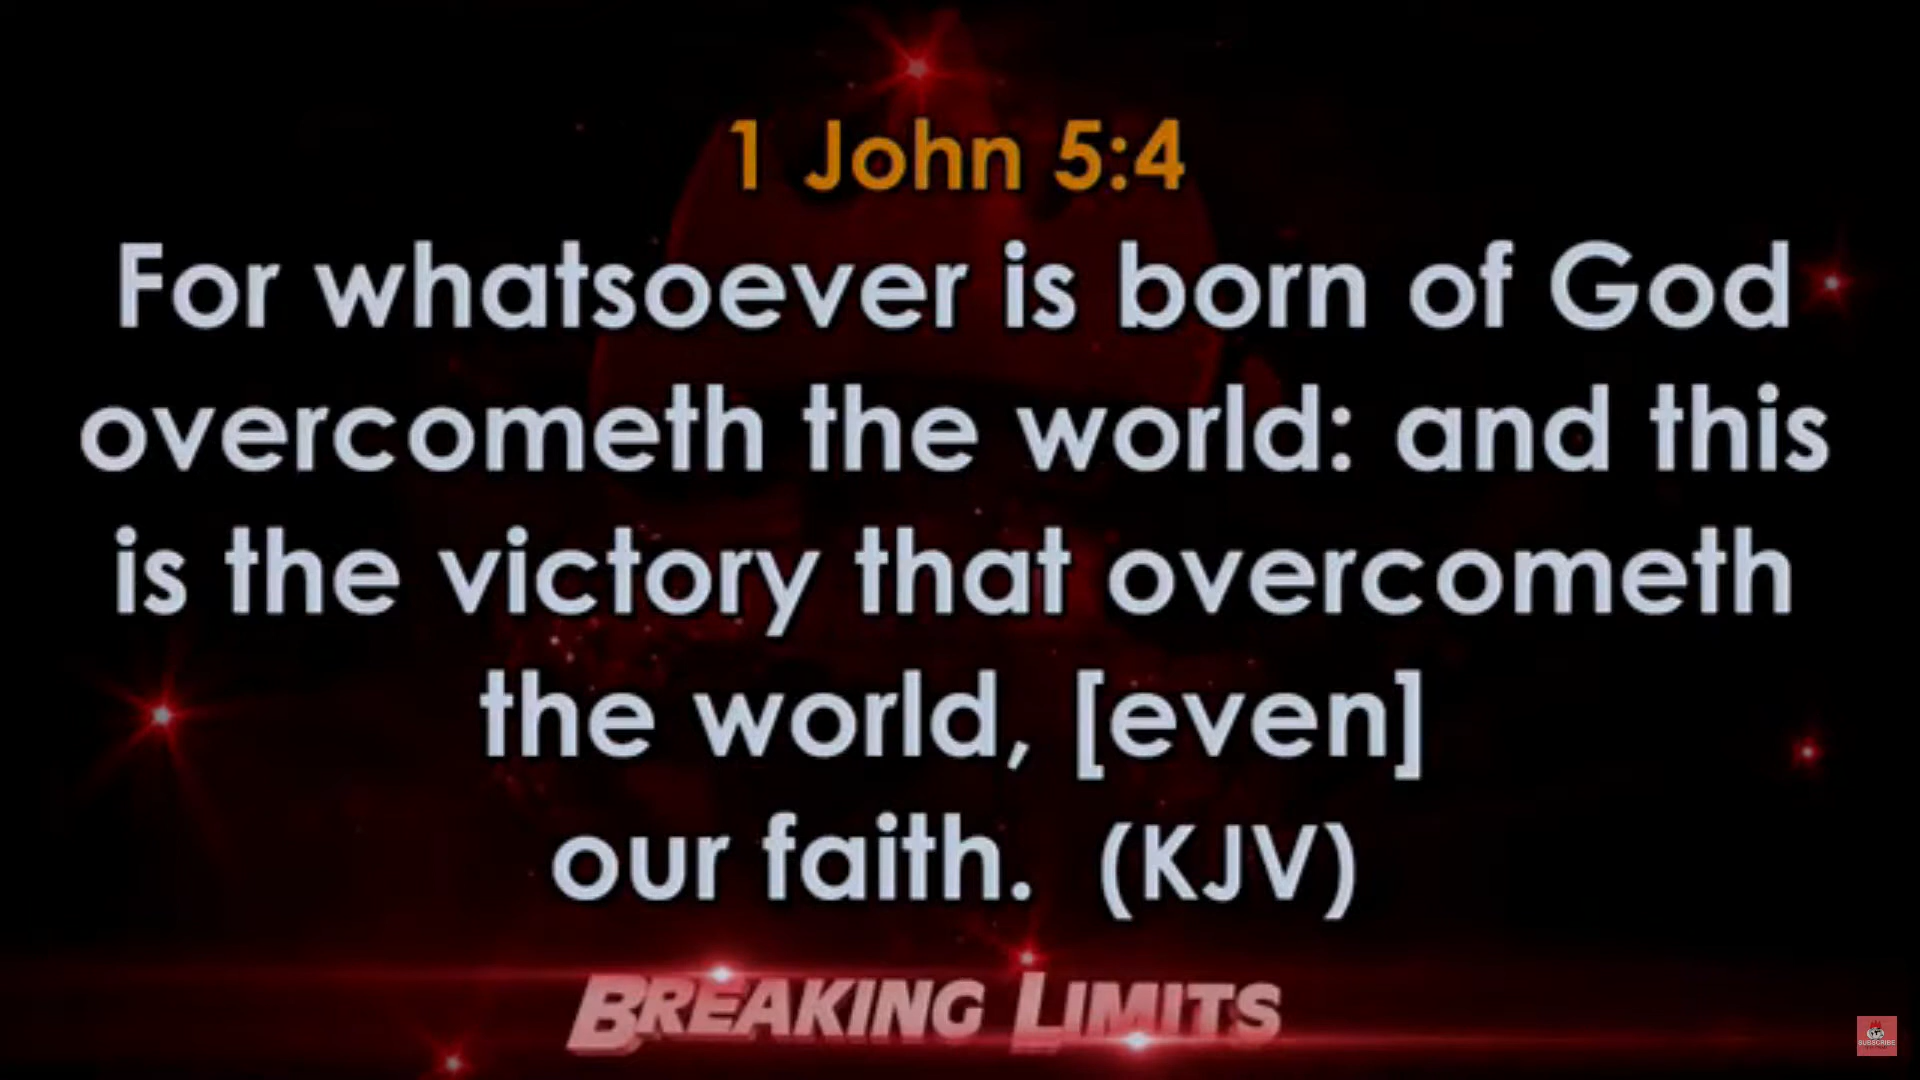 1 John 5:4
For whatsoever is born of God
overcometh the world: and this
is the victory that overcometh
the world, [even]
our faith. (KJV)
BREAKING LIMITS
SUBSCRIBE